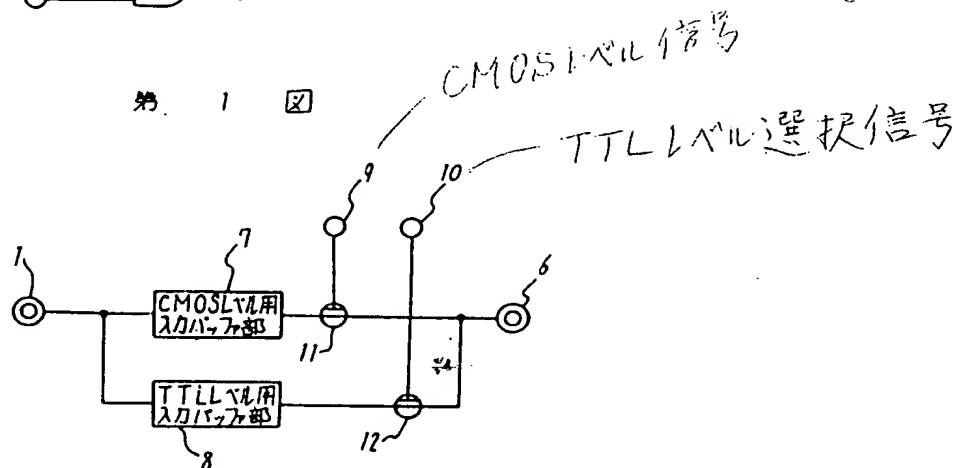 CMOSレベル信号
第 1 図
TTLレベル選択信号
9
10
7
1
6
CMOSレベル用
入力バッファ部
11
TTLレベル用
入力バッファ部
12
8